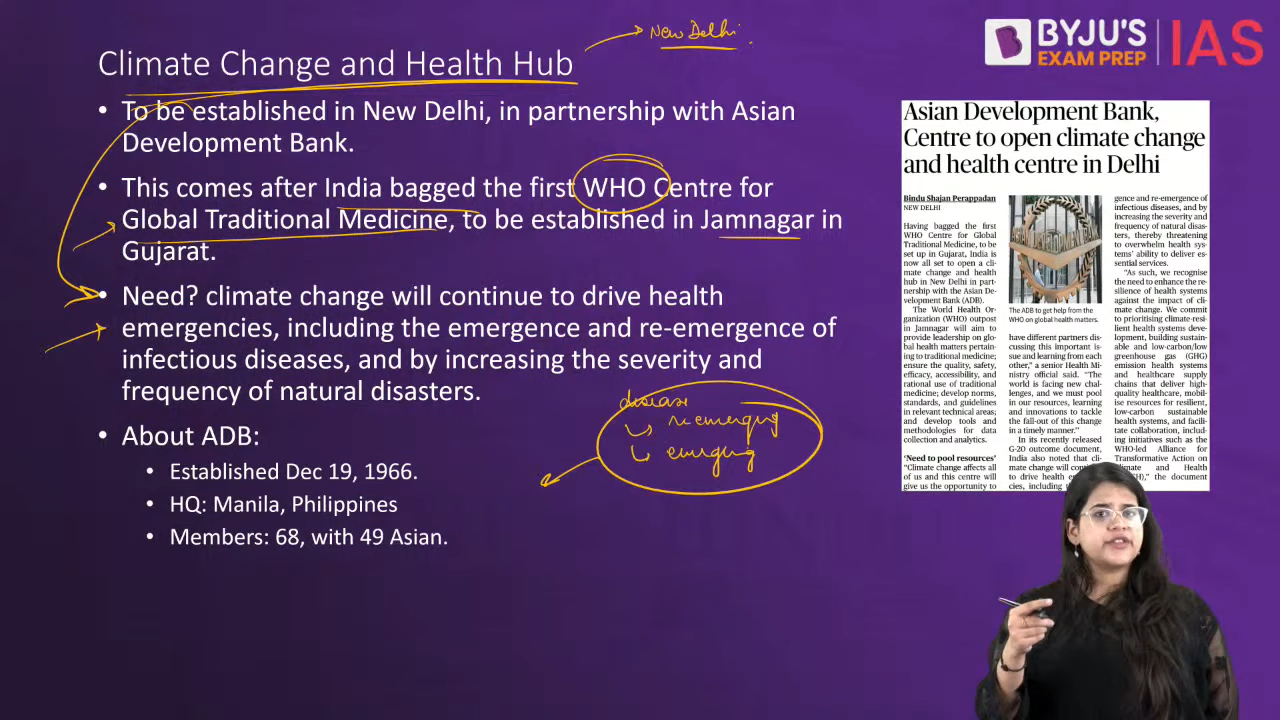 New Delhi
Climate Change and Health Hub
• To be established in New Delhi, in partnership with Asian
Development Bank.
• This comes after India bagged the first WHO Centre for
Global Traditional Medicine, to be established in Jamnagar in
Gujarat.
• Need? climate change will continue to drive health
emergencies, including the emergence and re-emergence of
infectious diseases, and by increasing the severity and
frequency of natural disasters.
disease
reemerging
emerging
• About ADB:
• Established Dec 19, 1966.
• HQ: Manila, Philippines
• Members: 68, with 49 Asian.
BYJU'S
EXAM PREP
IAS
Asian Development Bank,
Centre to open climate change
and health centre in Delhi
Bindu Shajan Perappadan
NEW DELHI
Having bagged the first
WHO Centre for Global
Traditional Medicine, to be
set up in Gujarat, India is
now all set to open a cli-
mate change and health
hub in New Delhi in part-
nership with the Asian De-
velopment Bank (ADB).
The World Health Or-
ganization (WHO) outpost
in Jamnagar will aim to
provide leadership on glo-
bal health matters pertain-
ing to traditional medicine;
ensure the quality, safety,
efficacy, accessibility, and
rational use of traditional
medicine; develop norms,
standards, and guidelines
in relevant technical areas;
and develop tools and
methodologies for data
collection and analytics.
'Need to pool resources'
"Climate change affects all
of us and this centre will
give us the opportunity to
The ADB to get help from the
WHO on global health matters.
have different partners dis-
cussing this important is-
sue and learning from each
other," a senior Health Mi-
nistry official said. "The
world is facing new chal-
lenges, and we must pool
in our resources, learning
and innovations to tackle
the fall-out of this change
in a timely manner."
In its recently released
G-20 outcome document,
India also noted that cli-
mate change will
to drive health
cies, including
gence and re-emergence of
infectious diseases, and by
increasing the severity and
frequency of natural disas-
ters, thereby threatening
to overwhelm health sys-
tems' ability to deliver es-
sential services.
"As such, we recognise
the need to enhance the re-
silience of health systems
against the impact of cli-
mate change. We commit
to prioritising climate-resi-
lient health systems deve-
lopment, building sustain-
able and low-carbon/low
greenhouse gas (GHG)
emission health systems
and healthcare supply
chains that deliver high-
quality healthcare, mobil-
ise resources for resilient,
low-carbon sustainable
health systems, and facili-
tate collaboration, includ-
ing initiatives such as the
WHO-led Alliance for
Transformative Action on
Climate and Health
the document